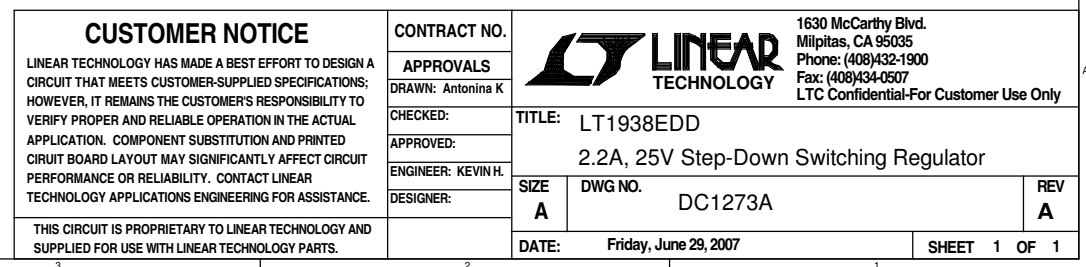 CUSTOMER NOTICE
LINEAR TECHNOLOGY HAS MADE A BEST EFFORT TO DESIGN A
CIRCUIT THAT MEETS CUSTOMER-SUPPLIED SPECIFICATIONS;
HOWEVER, IT REMAINS THE CUSTOMER'S RESPONSIBILITY TO
VERIFY PROPER AND RELIABLE OPERATION IN THE ACTUAL
APPLICATION. COMPONENT SUBSTITUTION AND PRINTED
CIRUIT BOARD LAYOUT MAY SIGNIFICANTLY AFFECT CIRCUIT
PERFORMANCE OR RELIABILITY. CONTACT LINEAR
TECHNOLOGY APPLICATIONS ENGINEERING FOR ASSISTANCE.
THIS CIRCUIT IS PROPRIETARY TO LINEAR TECHNOLOGY AND
SUPPLIED FOR USE WITH LINEAR TECHNOLOGY PARTS.
CONTRACT NO.
APPROVALS
DRAWN: Antonina K
CHECKED:
APPROVED:
ENGINEER: KEVIN H.
DESIGNER:
LINEAR
TECHNOLOGY
1630 McCarthy Blvd.
Milpitas, CA 95035
Phone: (408)432-1900
Fax: (408)434-0507
LTC Confidential-For Customer Use Only
TITLE: LT1938EDD
2.2A, 25V Step-Down Switching Regulator
SIZE
A
DWG NO.
DC1273A
REV
A
DATE: Friday, June 29, 2007
SHEET 1 OF 1
A
3 2 1